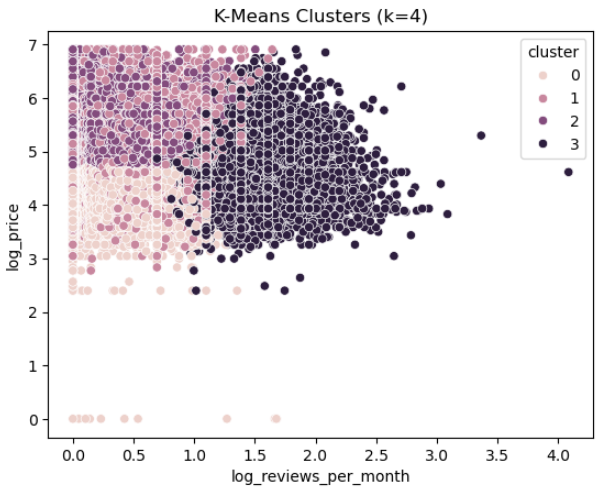 K-Means Clusters (k=4)
cluster
0
1
2
3
log_price
7
6
5
4
3
2
1
0
0.0 0.5 1.0 1.5 2.0 2.5 3.0 3.5 4.0
log_reviews_per_month